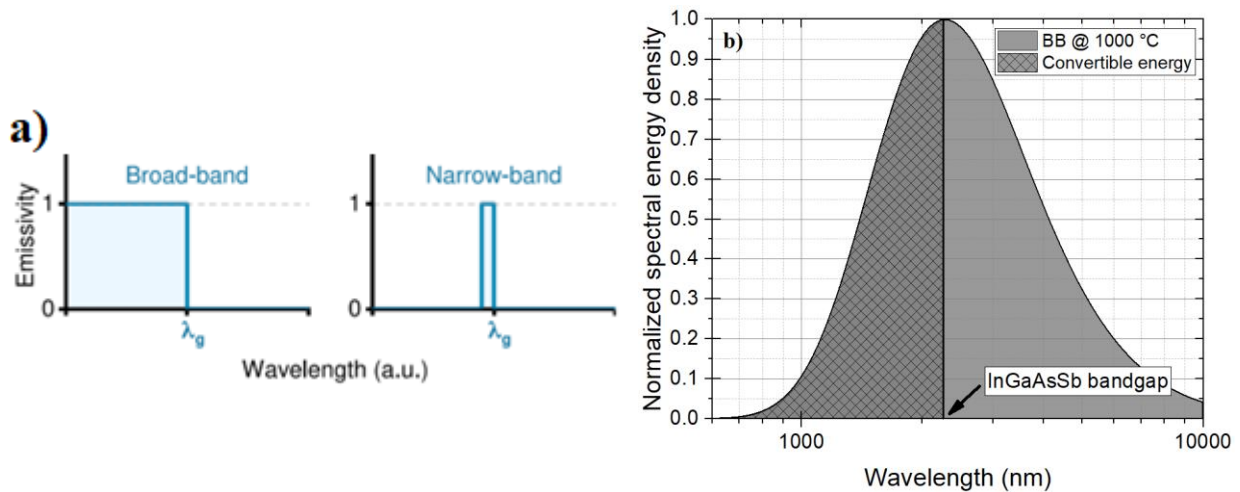 a)
Broad-band
Narrow-band
Emissivity
1
0
λg
1
0
λg
Wavelength (a.u.)
b)
BB @ 1000 °C
Convertible energy
Normalized spectral energy density
1.0
0.9
0.8
0.7
0.6
0.5
0.4
0.3
0.2
0.1
0.0
InGaAsSb bandgap
1000
10000
Wavelength (nm)